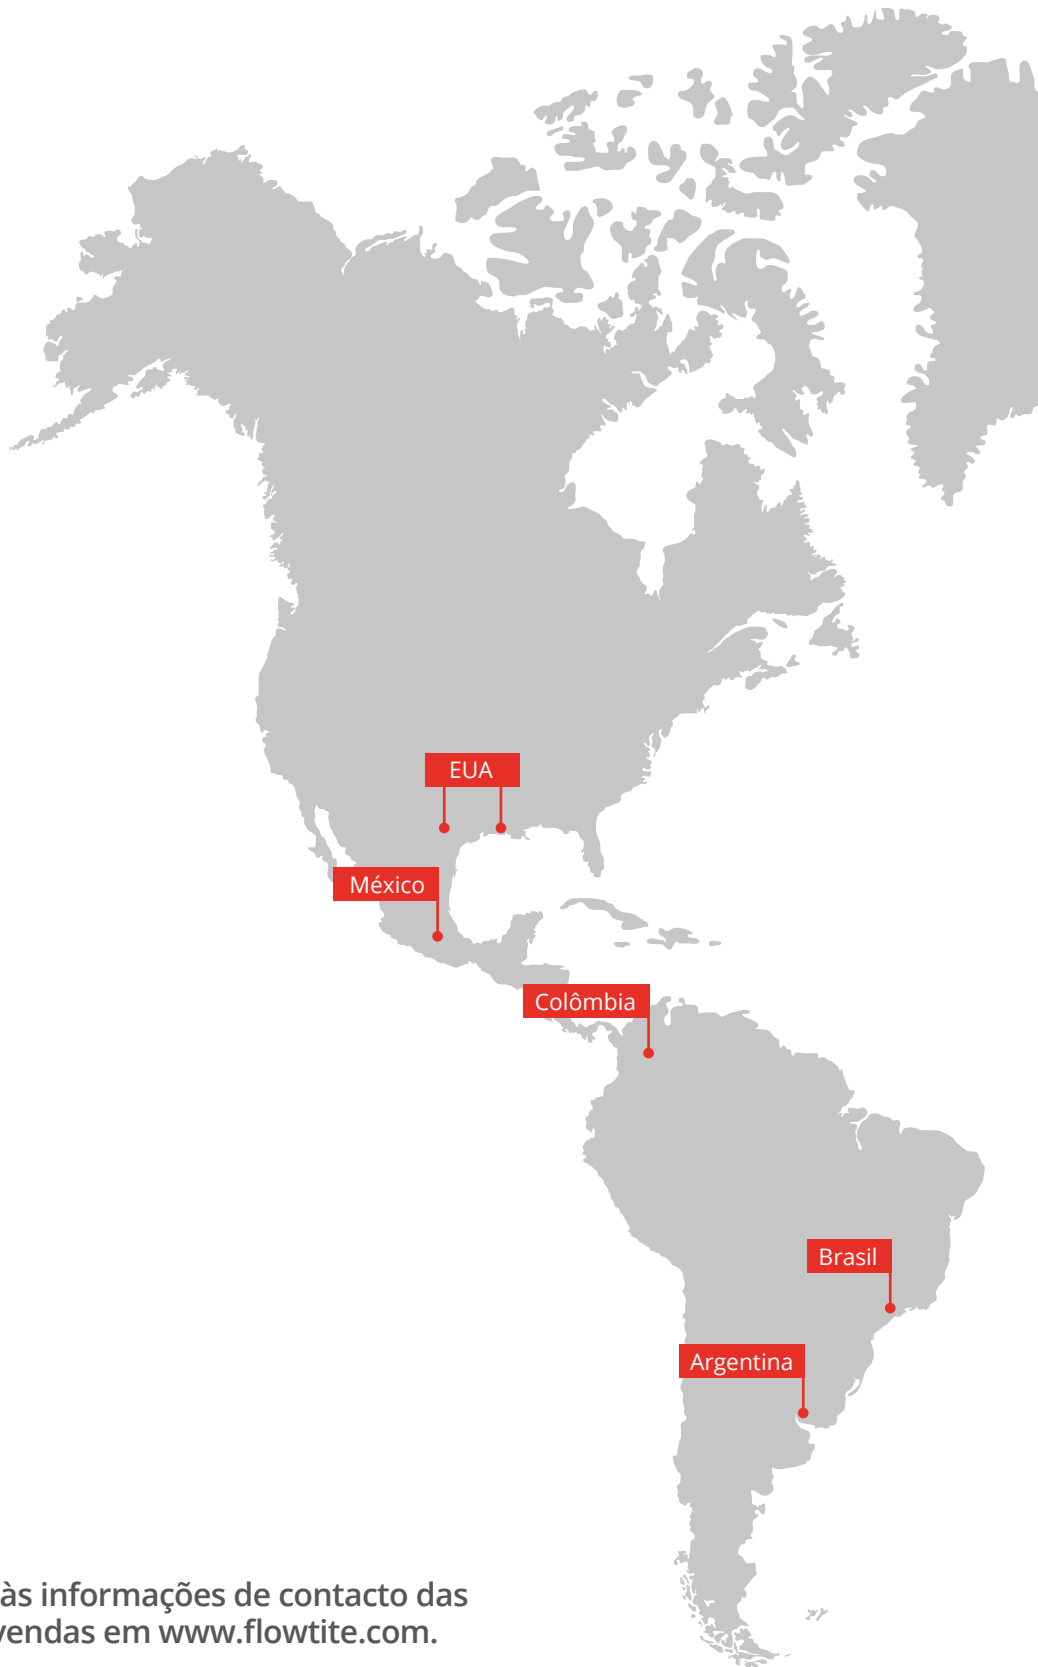 EUA
México
Colômbia
Brasil
Argentina
às informações de contacto das
vendas em www.flowtite.com.